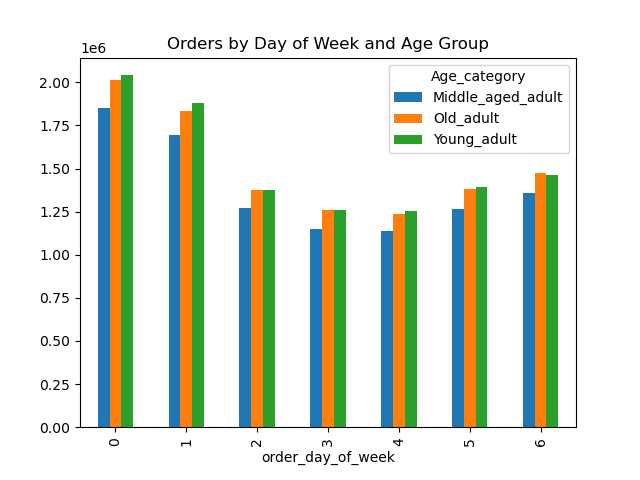 Orders by Day of Week and Age Group
1e6
2.00
1.75
1.50
1.25
1.00
0.75
0.50
0.25
0.00
Age_category
Middle_aged_adult
Old_adult
Young_adult
0 1 2 3 4 5 6
order_day_of_week